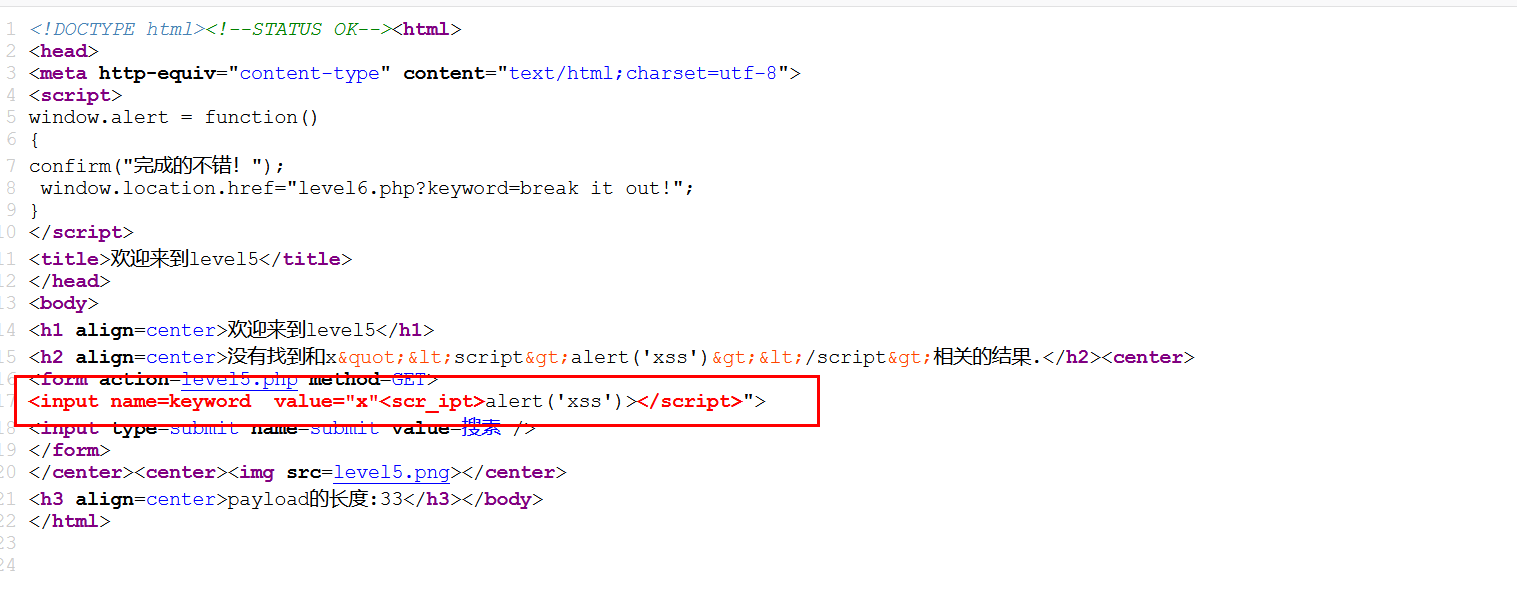 1 <!DOCTYPE html><!--STATUS OK--><html>
2 <head>
3 <meta http-equiv="content-type" content="text/html;charset=utf-8">
4 <script>
5 window.alert = function()
6 {
7 confirm("完成的不错！");
8  window.location.href="level6.php?keyword=break it out!";
9 }
10 </script>
11 <title>欢迎来到level5</title>
12 </head>
13 <body>
14 <h1 align=center>欢迎来到level5</h1>
15 <h2 align=center>没有找到和x&quot;&lt;script&gt;alert('xss')&gt;&lt;/script&gt;相关的结果.</h2><center>
16 <form action=level5.php method=GET>
17 <input name=keyword  value="x"<scr_ipt>alert('xss')></script>">
18 <input type=submit name=submit value=搜索 />
19 </form>
20 </center><center><img src=level5.png></center>
21 <h3 align=center>payload的长度:33</h3></body>
22 </html>
23
24